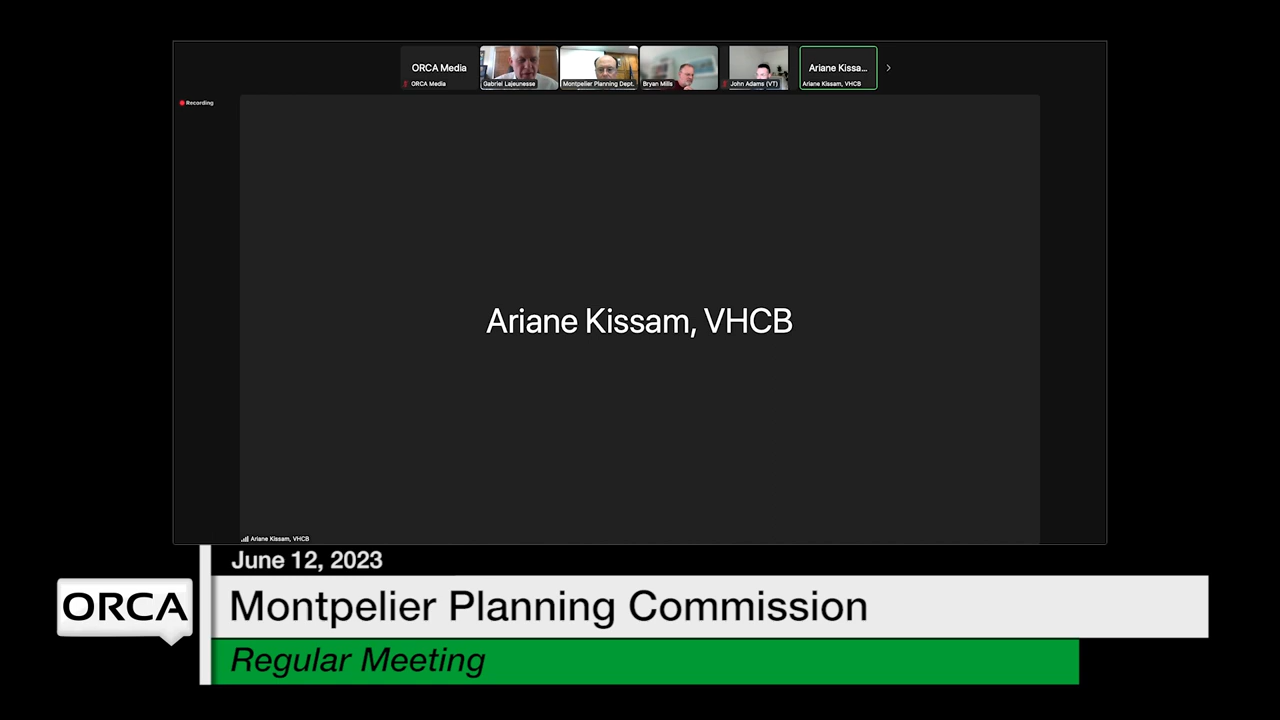 ORCA Media
Ariane Kissa...
ORCA Media
Gabriel Lajeunesse
Montpelier Planning Dept.
Bryan Mills
John Adams (VT)
Ariane Kissam, VHCB
Recording
Ariane Kissam, VHCB
Ariane Kissam, VHCB
June 12, 2023
ORCA
Montpelier Planning Commission
Regular Meeting